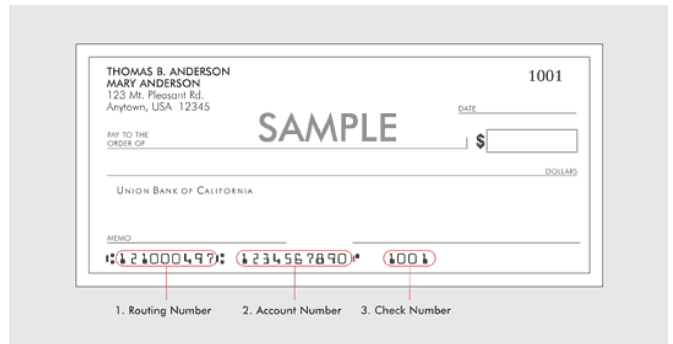 THOMAS B. ANDERSON
MARY ANDERSON
123 Mt. Pleasant Rd.
Anytown, USA 12345
1001
DATE
SAMPLE
PAY TO THE
ORDER OF
$
DOLLARS
UNION BANK OF CALIFORNIA
MEMO
⑆121000497⑆ 1234567890⑈ 1001
1. Routing Number 2. Account Number 3. Check Number